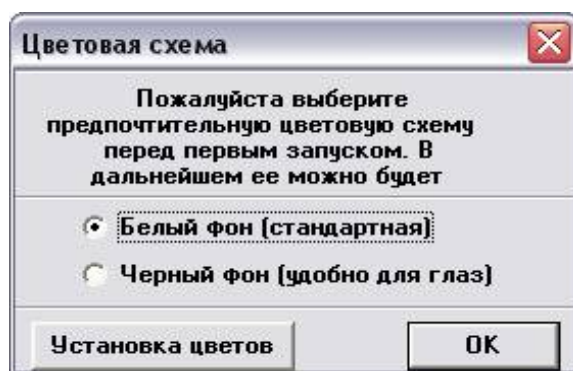 Цветовая схема
Пожалуйста выберите
предпочтительную цветовую схему
перед первым запуском. В
дальнейшем ее можно будет
Белый фон (стандартная)
Черный фон (удобно для глаз)
Установка цветов
OK